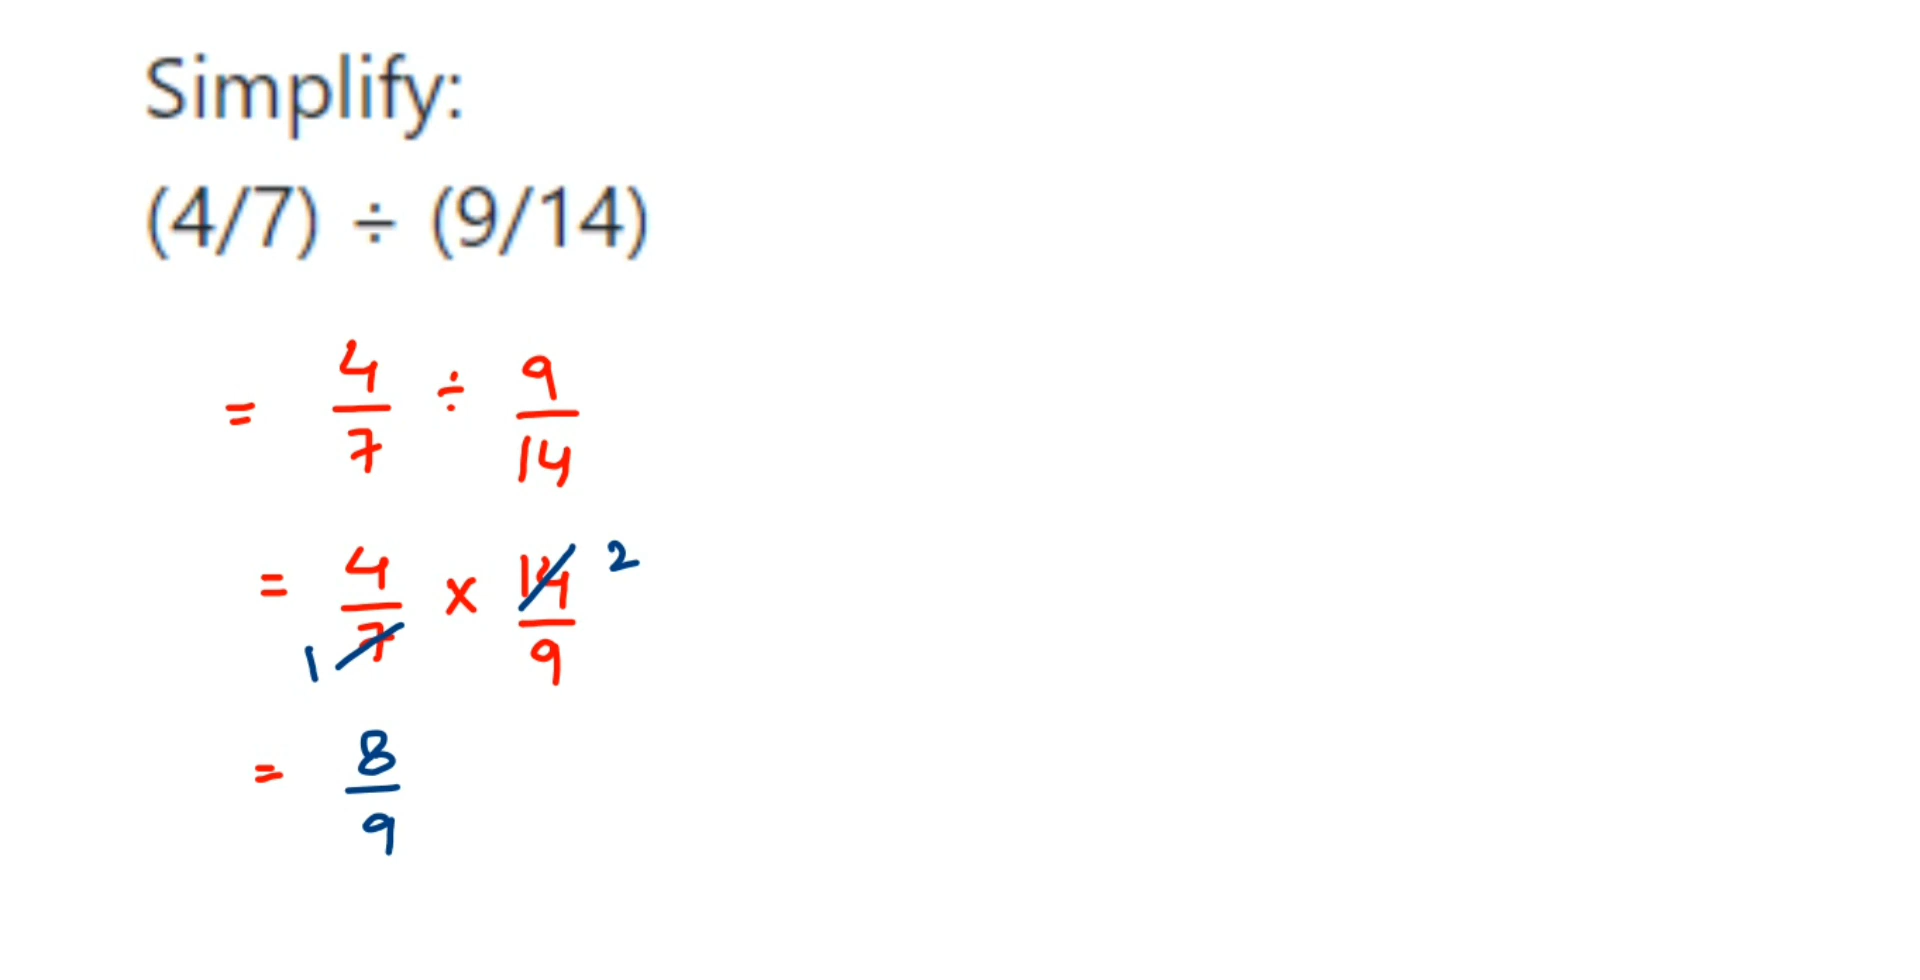 Simplify:
(4/7) ÷ (9/14)
= 4/7 ÷ 9/14
= 4/7 1 × 14/9 2
= 8/9